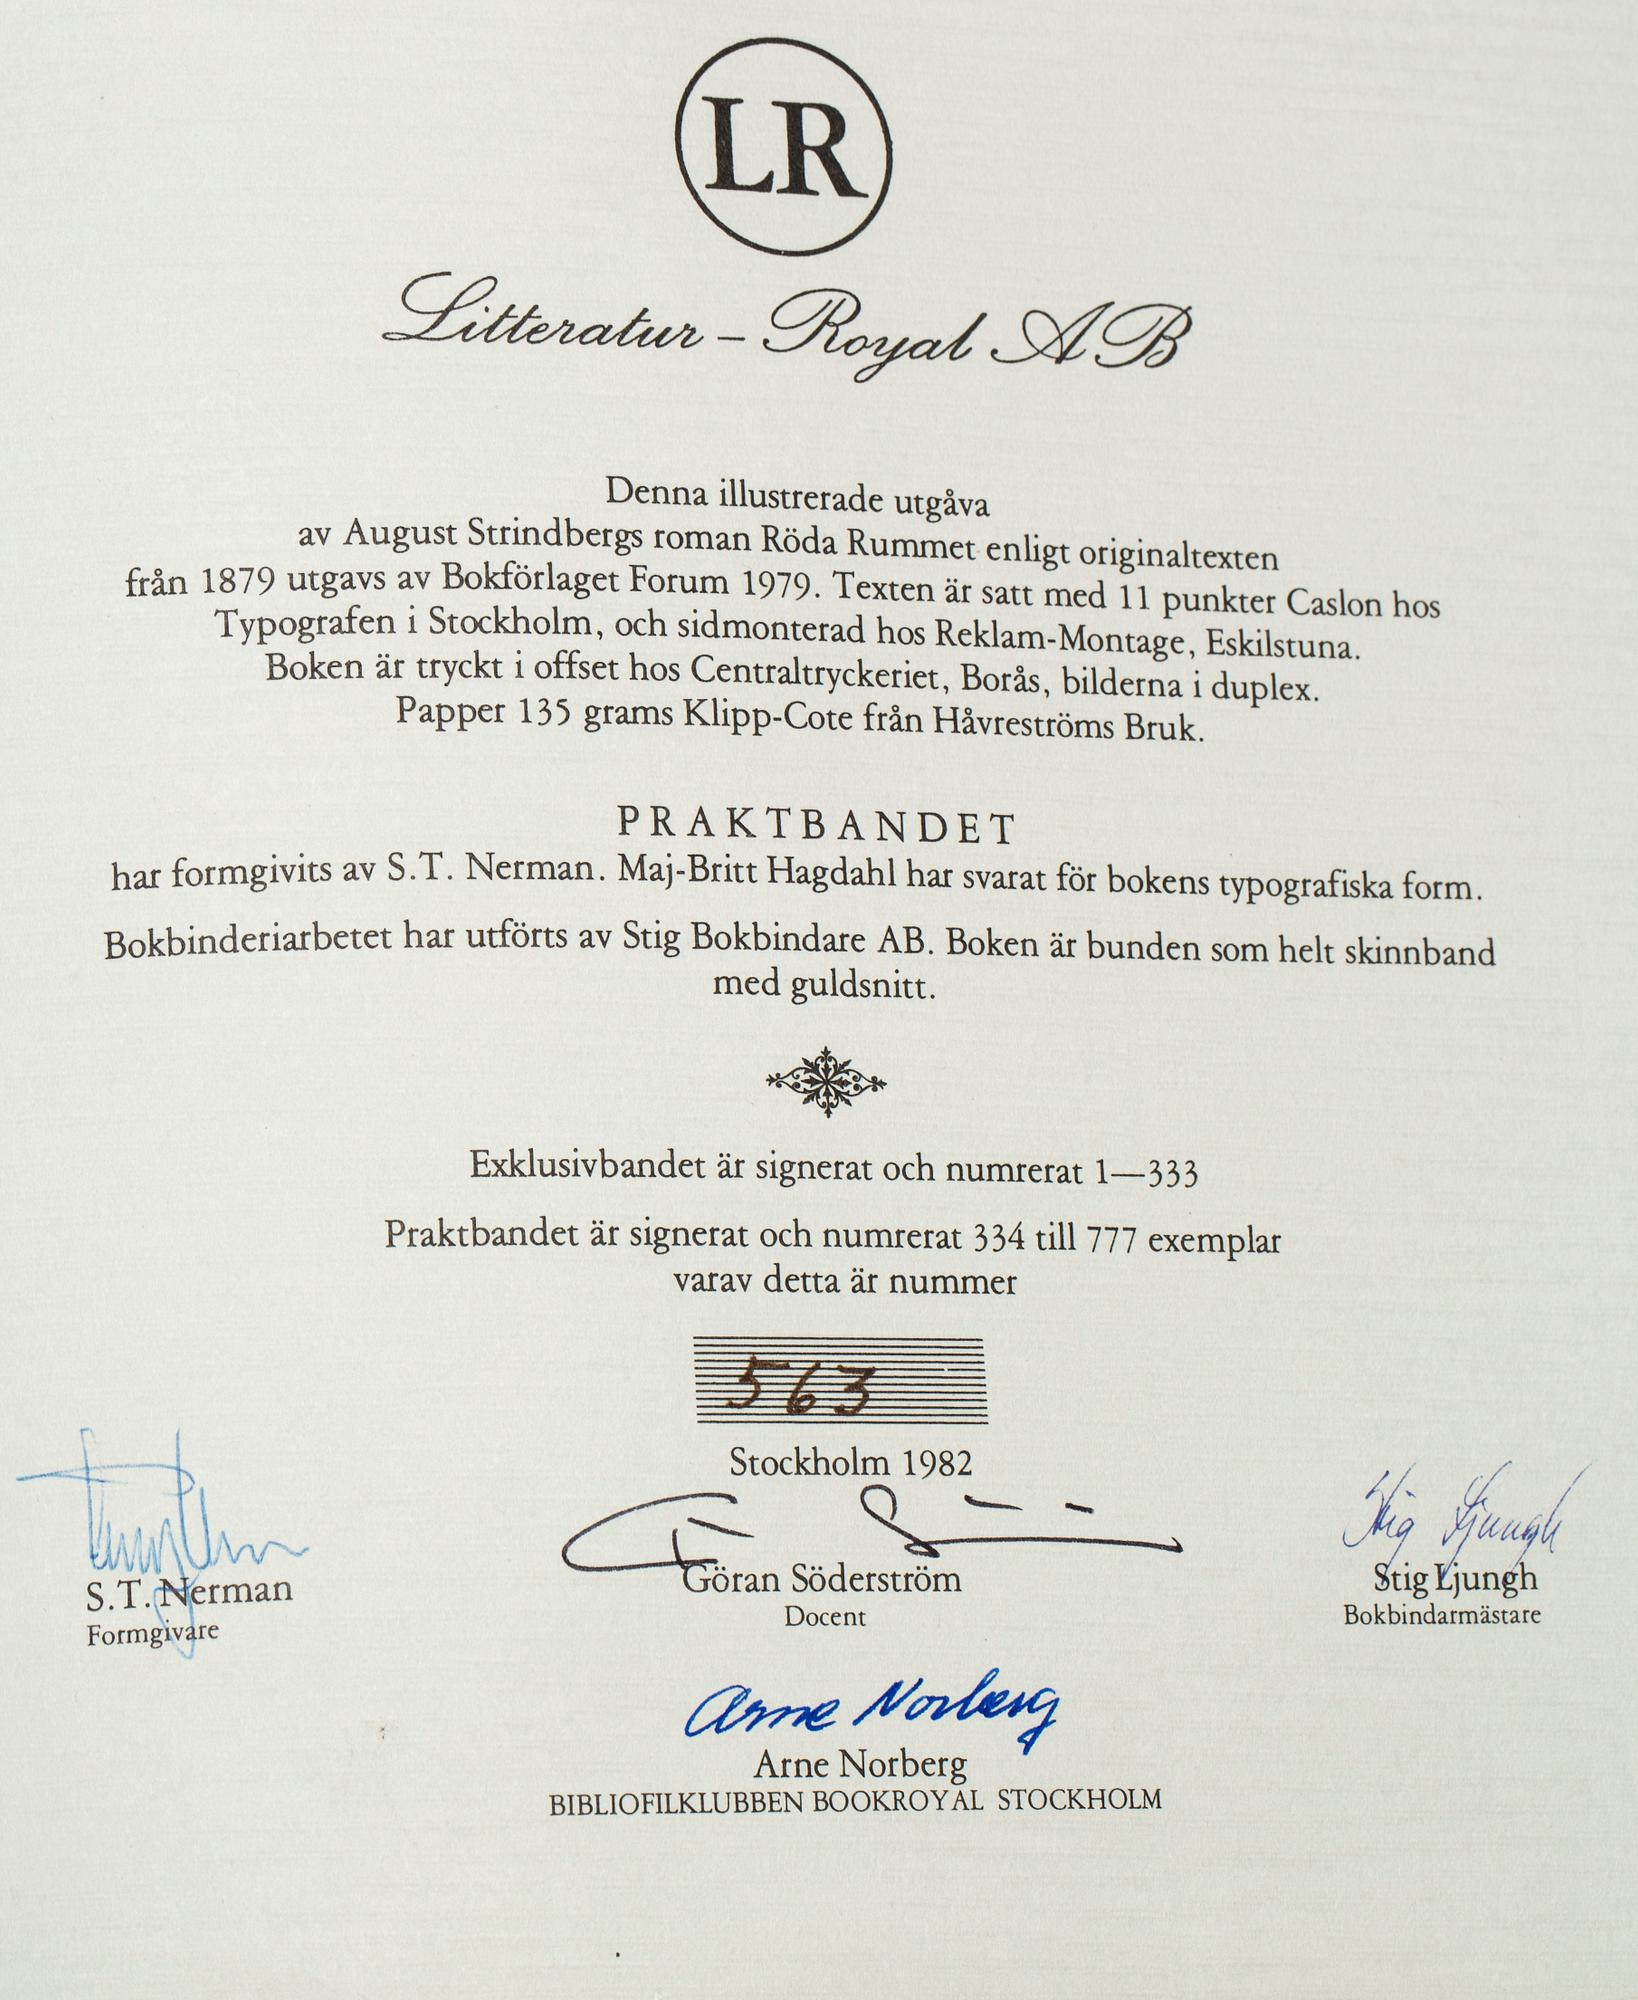 LR
Litteratur – Royal AB
Denna illustrerade utgåva
av August Strindbergs roman Röda Rummet enligt originaltexten
från 1879 utgavs av Bokförlaget Forum 1979. Texten är satt med 11 punkter Caslon hos
Typografen i Stockholm, och sidmonterad hos Reklam-Montage, Eskilstuna.
Boken är tryckt i offset hos Centraltryckeriet, Borås, bilderna i duplex.
Papper 135 grams Klipp-Cote från Håvreströms Bruk.
PRAKTBANDET
har formgivits av S.T. Nerman. Maj-Britt Hagdahl har svarat för bokens typografiska form.
Bokbinderiarbetet har utförts av Stig Bokbindare AB. Boken är bunden som helt skinnband
med guldsnitt.
Exklusivbandet är signerat och numrerat 1—333
Praktbandet är signerat och numrerat 334 till 777 exemplar
varav detta är nummer
563
Stockholm 1982
Stig Ljungh
S.T. Nerman
Formgivare
Göran Söderström
Docent
Stig Ljungh
Bokbindarmästare
Arne Norberg
Arne Norberg
BIBLIOFILKLUBBEN BOOKROYAL STOCKHOLM